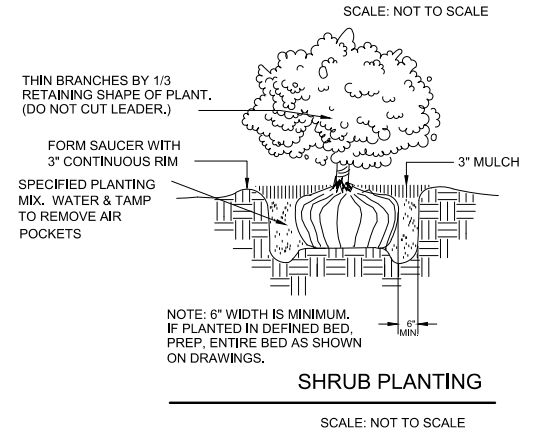 SCALE: NOT TO SCALE
THIN BRANCHES BY 1/3
RETAINING SHAPE OF PLANT.
(DO NOT CUT LEADER.)
FORM SAUCER WITH
3" CONTINUOUS RIM
3" MULCH
SPECIFIED PLANTING
MIX. WATER & TAMP
TO REMOVE AIR
POCKETS
NOTE: 6" WIDTH IS MINIMUM.
IF PLANTED IN DEFINED BED,
PREP, ENTIRE BED AS SHOWN
ON DRAWINGS.
6"
MIN.
SHRUB PLANTING
SCALE: NOT TO SCALE